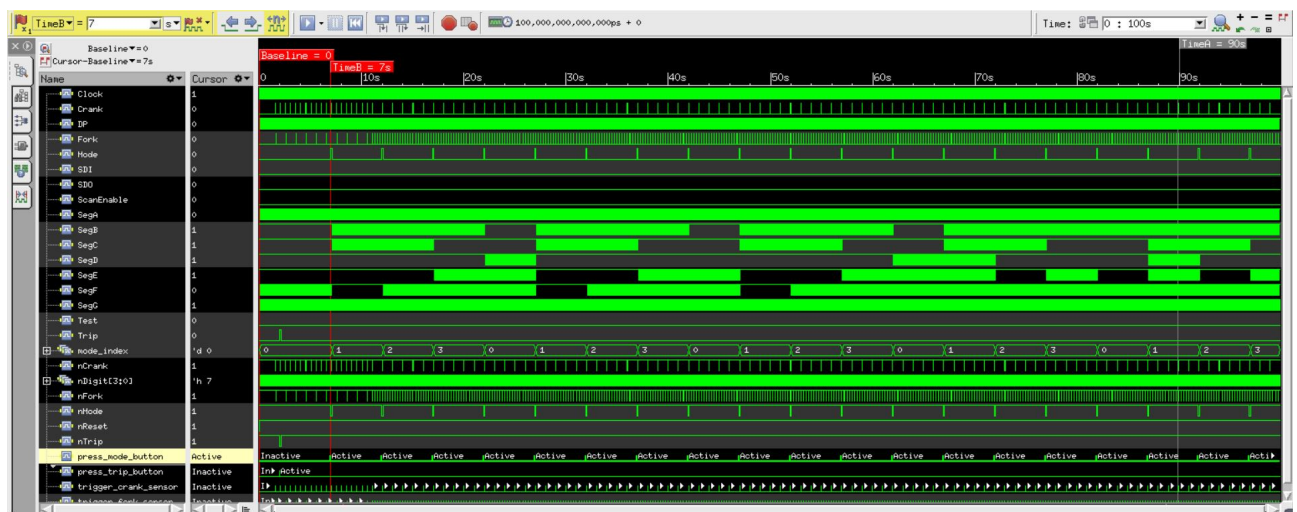 TimeB = 7 s
100,000,000,000,000ps + 0
Time: 0 : 100s
Baseline = 0
Cursor-Baseline = 7s
Name Cursor
Baseline = 0
TimeB = 7s
TimeA = 90s
0 10s 20s 30s 40s 50s 60s 70s 80s 90s
Clock 1
Crank 0
DP 0
Fork 0
Mode 0
SDI 0
SDO 0
ScanEnable 0
SegA 0
SegB 1
SegC 1
SegD 1
SegE 1
SegF 0
SegG 1
Test 0
Trip 0
mode_index 'd 0 0 1 2 3 0 1 2 3 0 1 2 3 0 1 2 3 0 1 2 3
nCrank 1
nDigit[3:0] 'h 7
nFork 1
nMode 1
nReset 1
nTrip 1
press_mode_button Active Inactive Active Active Active Active Active Active Active Active Active Active Active Active Active Active Active Active Active Active Acti
press_trip_button Inactive In Active
trigger_crank_sensor Inactive I
trigger_fork_sensor Inactive In